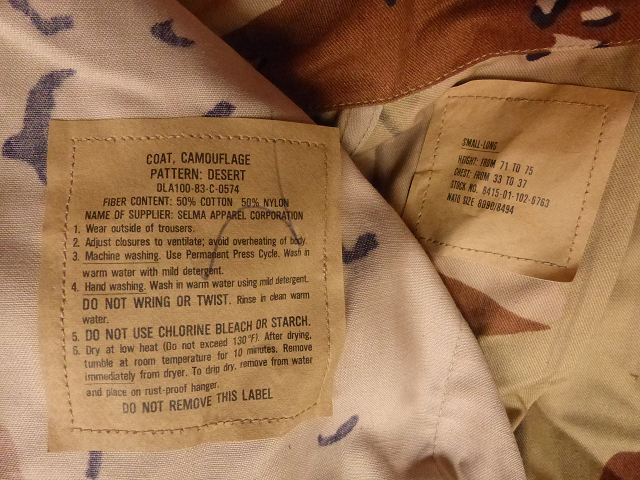 COAT, CAMOUFLAGE
PATTERN: DESERT
DLA100-83-C-0574
FIBER CONTENT: 50% COTTON 50% NYLON
NAME OF SUPPLIER: SELMA APPAREL CORPORATION
1. Wear outside of trousers.
2. Adjust closures to ventilate; avoid overheating of body.
3. Machine washing. Use Permanent Press Cycle. Wash in
warm water with mild detergent.
4. Hand washing. Wash in warm water using mild detergent.
DO NOT WRING OR TWIST. Rinse in clean warm
water.
5. DO NOT USE CHLORINE BLEACH OR STARCH.
6. Dry at low heat (Do not exceed 130°F). After drying,
tumble at room temperature for 10 minutes. Remove
immediately from dryer. To drip dry, remove from water
and place on rust-proof hanger.
DO NOT REMOVE THIS LABEL
SMALL-LONG
HEIGHT: FROM 71 TO 75
CHEST: FROM 33 TO 37
STOCK NO. 8415-01-102-6763
NATO SIZE 8090/8494